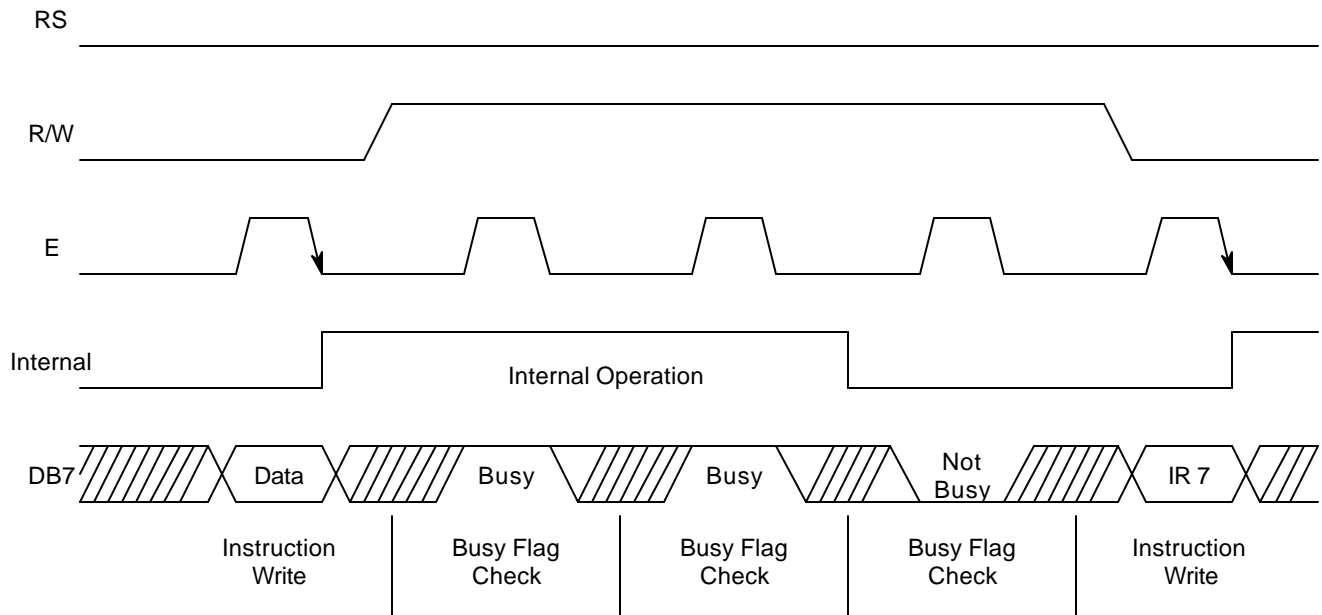 RS
R/W
E
Internal
Internal Operation
DB7
Data
Busy
Busy
Not
Busy
IR 7
Instruction
Write
Busy Flag
Check
Busy Flag
Check
Busy Flag
Check
Instruction
Write